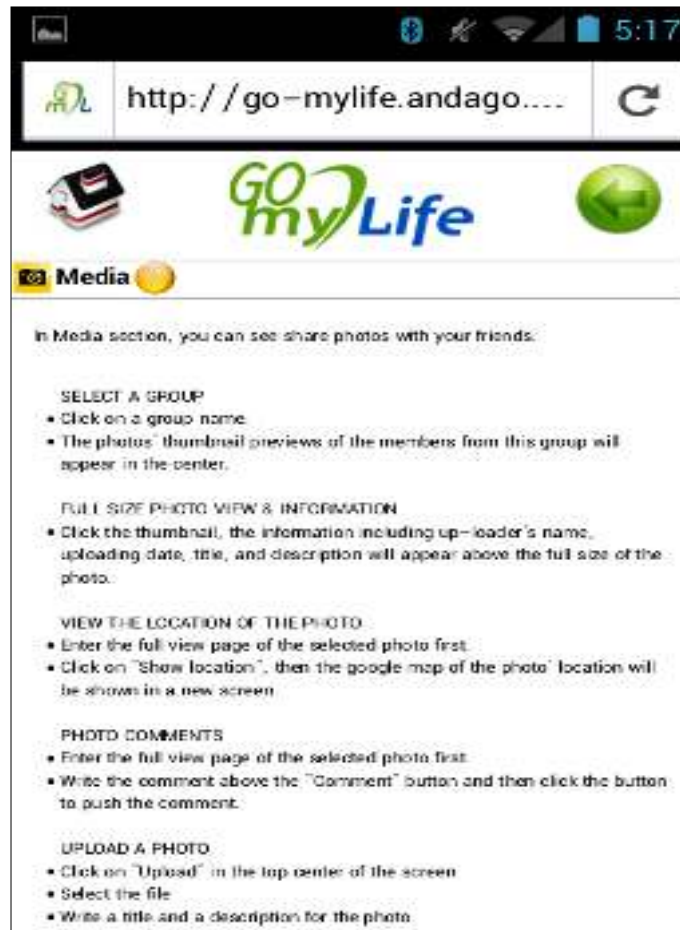 5:17
http://go-mylife.andago....
GO
my Life
Media
In Media section, you can see share photos with your friends.
SELECT A GROUP
• Click on a group name
• The photos' thumbnail previews of the members from this group will
appear in the center.
FULL SIZE PHOTO VIEW & INFORMATION
• Click the thumbnail, the information including up-loader's name,
uploading date, title, and description will appear above the full size of the
photo.
VIEW THE LOCATION OF THE PHOTO
• Enter the full view page of the selected photo first.
• Click on "Show location", then the google map of the photo' location will
be shown in a new screen
PHOTO COMMENTS
• Enter the full view page of the selected photo first
• Write the comment above the "Comment" button and then click the button
to push the comment.
UPLOAD A PHOTO
• Click on "Upload" in the top center of the screen
• Select the file
• Write a title and a description for the photo